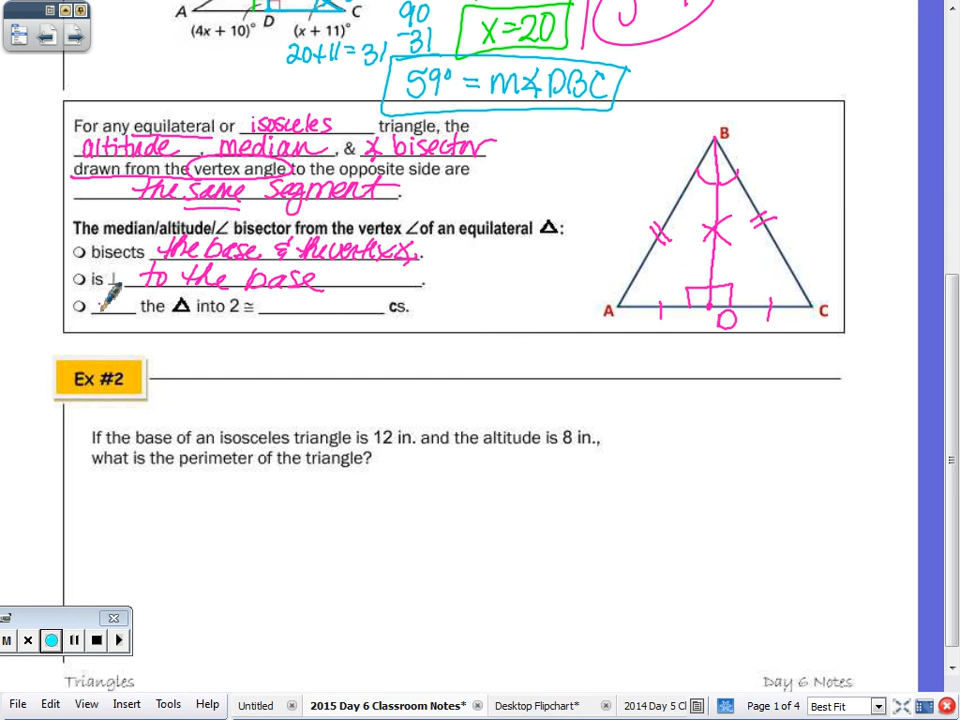 A
D
C
(4x + 10)°
(x + 11)°
20+11 = 31
90
-31
x=20
59° = m∡DBC
For any equilateral or isosceles triangle, the
altitude, median, & ∡ bisector
drawn from the vertex angle to the opposite side are
the same segment.
The median/altitude/∠ bisector from the vertex ∠of an equilateral Δ:
bisects the base & the vertex ∡.
is ⊥ to the base.
the Δ into 2 ≅ cs.
B
A
D
C
Ex #2
If the base of an isosceles triangle is 12 in. and the altitude is 8 in.,
what is the perimeter of the triangle?
M
Triangles
Day 6 Notes
File Edit View Insert Tools Help Untitled 2015 Day 6 Classroom Notes* Desktop Flipchart* 2014 Day 5 Cl Page 1 of 4 Best Fit